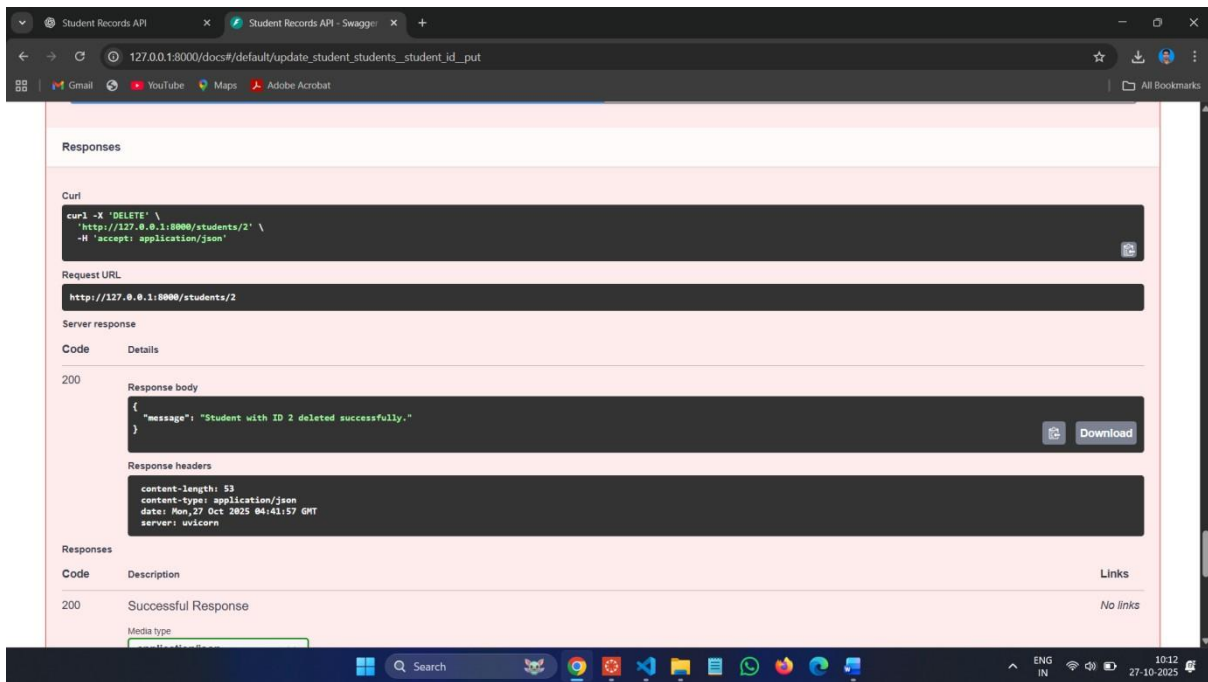 Student Records API
Student Records API - Swagger
127.0.0.1:8000/docs#/default/update_student_students__student_id__put
Gmail YouTube Maps Adobe Acrobat All Bookmarks
Responses
Curl
curl -X 'DELETE' \
'http://127.0.0.1:8000/students/2' \
-H 'accept: application/json'
Request URL
http://127.0.0.1:8000/students/2
Server response
Code Details
200
Response body
{
"message": "Student with ID 2 deleted successfully."
}
Download
Response headers
content-length: 53
content-type: application/json
date: Mon,27 Oct 2025 04:41:57 GMT
server: uvicorn
Responses
Code Description Links
200 Successful Response No links
Media type
Search
ENG
IN
10:12
27-10-2025